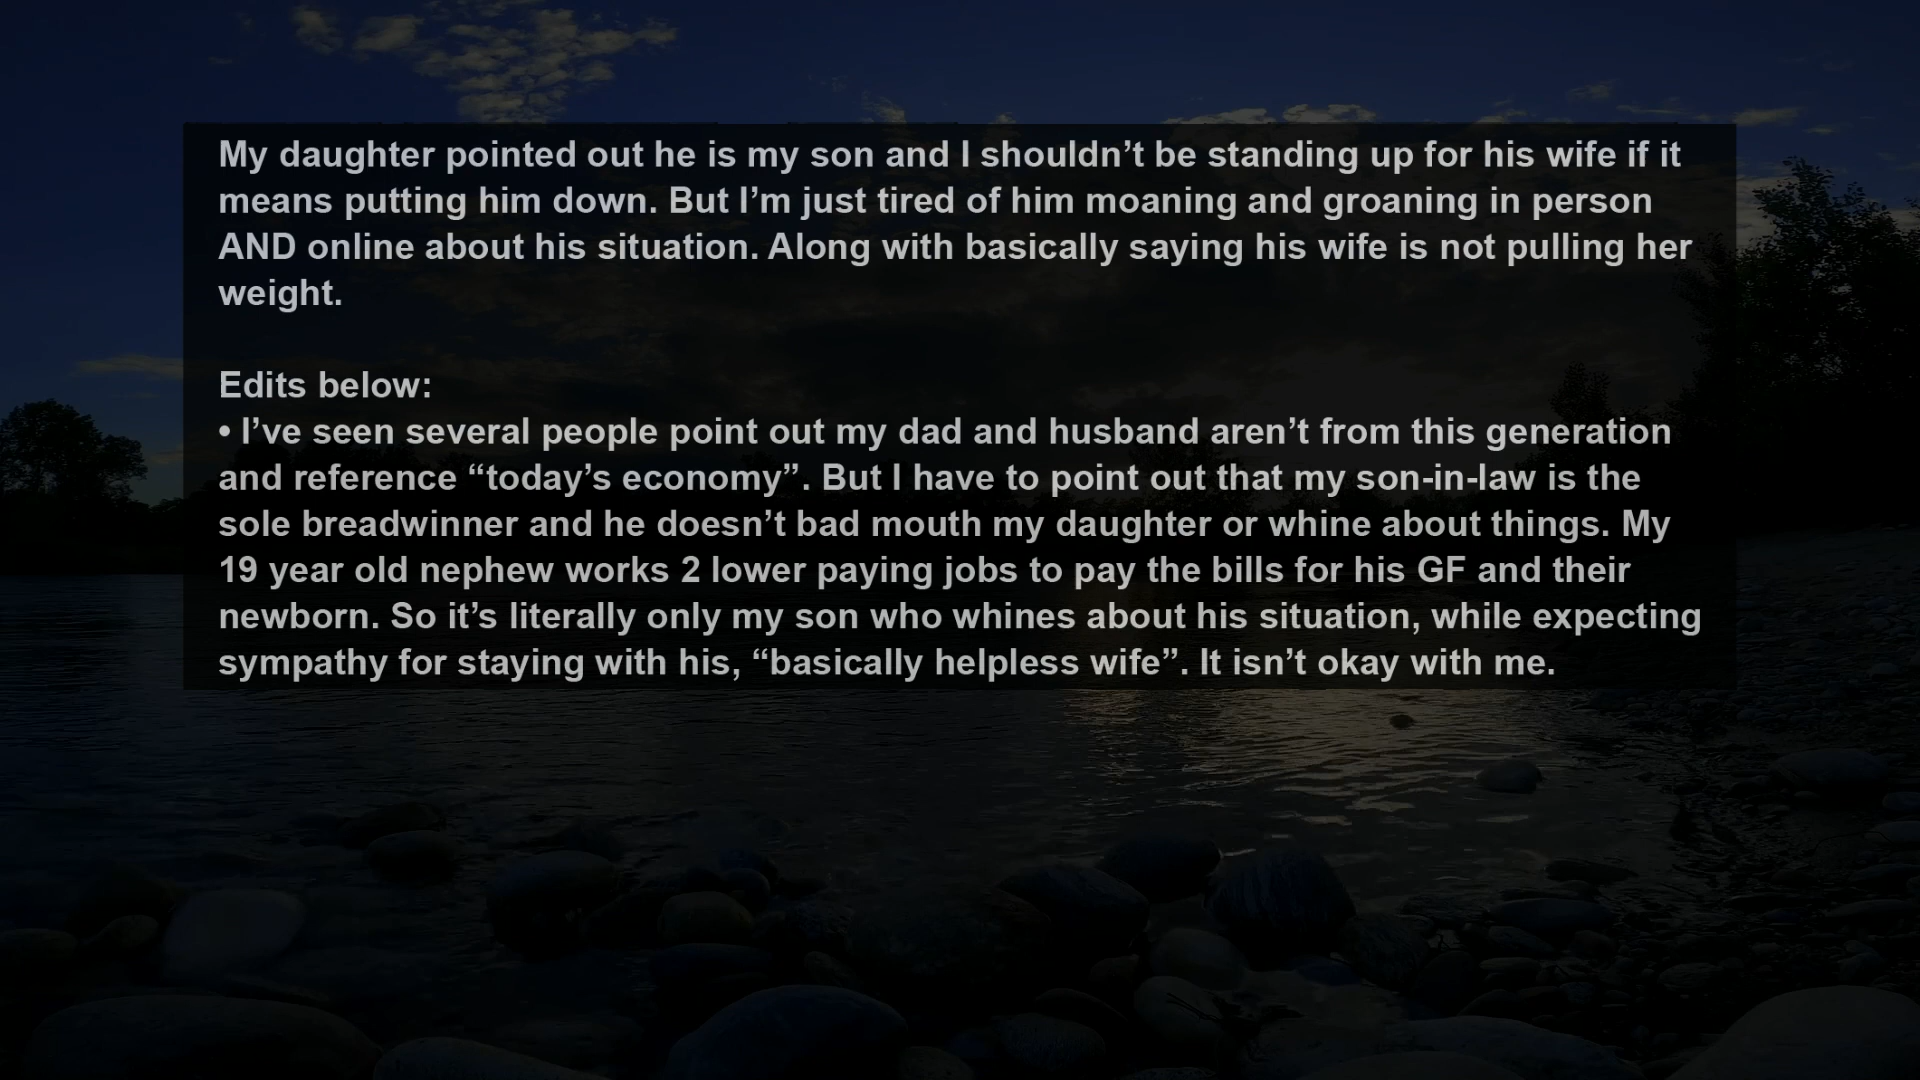 My daughter pointed out he is my son and I shouldn’t be standing up for his wife if it
means putting him down. But I’m just tired of him moaning and groaning in person
AND online about his situation. Along with basically saying his wife is not pulling her
weight.
Edits below:
• I’ve seen several people point out my dad and husband aren’t from this generation
and reference “today’s economy”. But I have to point out that my son-in-law is the
sole breadwinner and he doesn’t bad mouth my daughter or whine about things. My
19 year old nephew works 2 lower paying jobs to pay the bills for his GF and their
newborn. So it’s literally only my son who whines about his situation, while expecting
sympathy for staying with his, “basically helpless wife”. It isn’t okay with me.